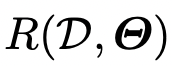 R(𝒟, 𝜣)